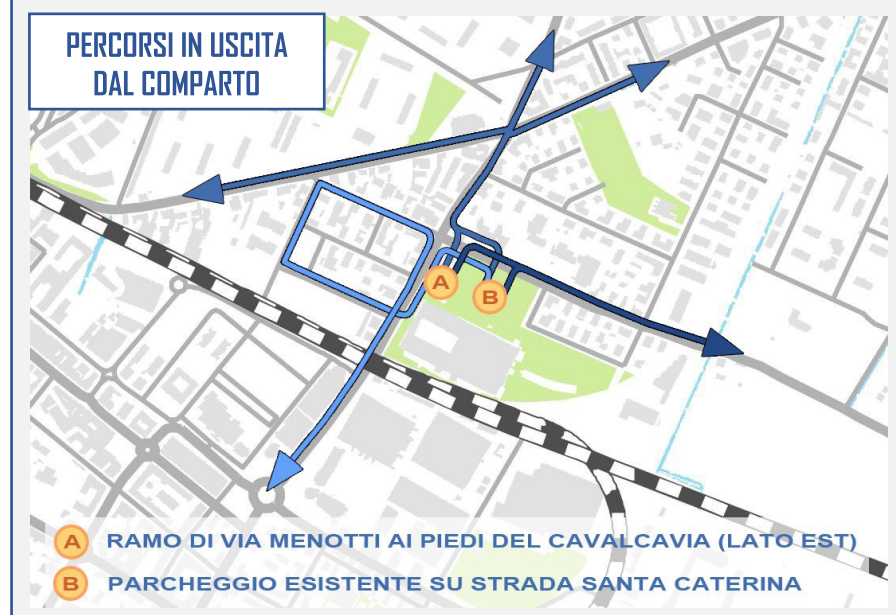 PERCORSI IN USCITA
DAL COMPARTO
A
B
A RAMO DI VIA MENOTTI AI PIEDI DEL CAVALCAVIA (LATO EST)
B PARCHEGGIO ESISTENTE SU STRADA SANTA CATERINA